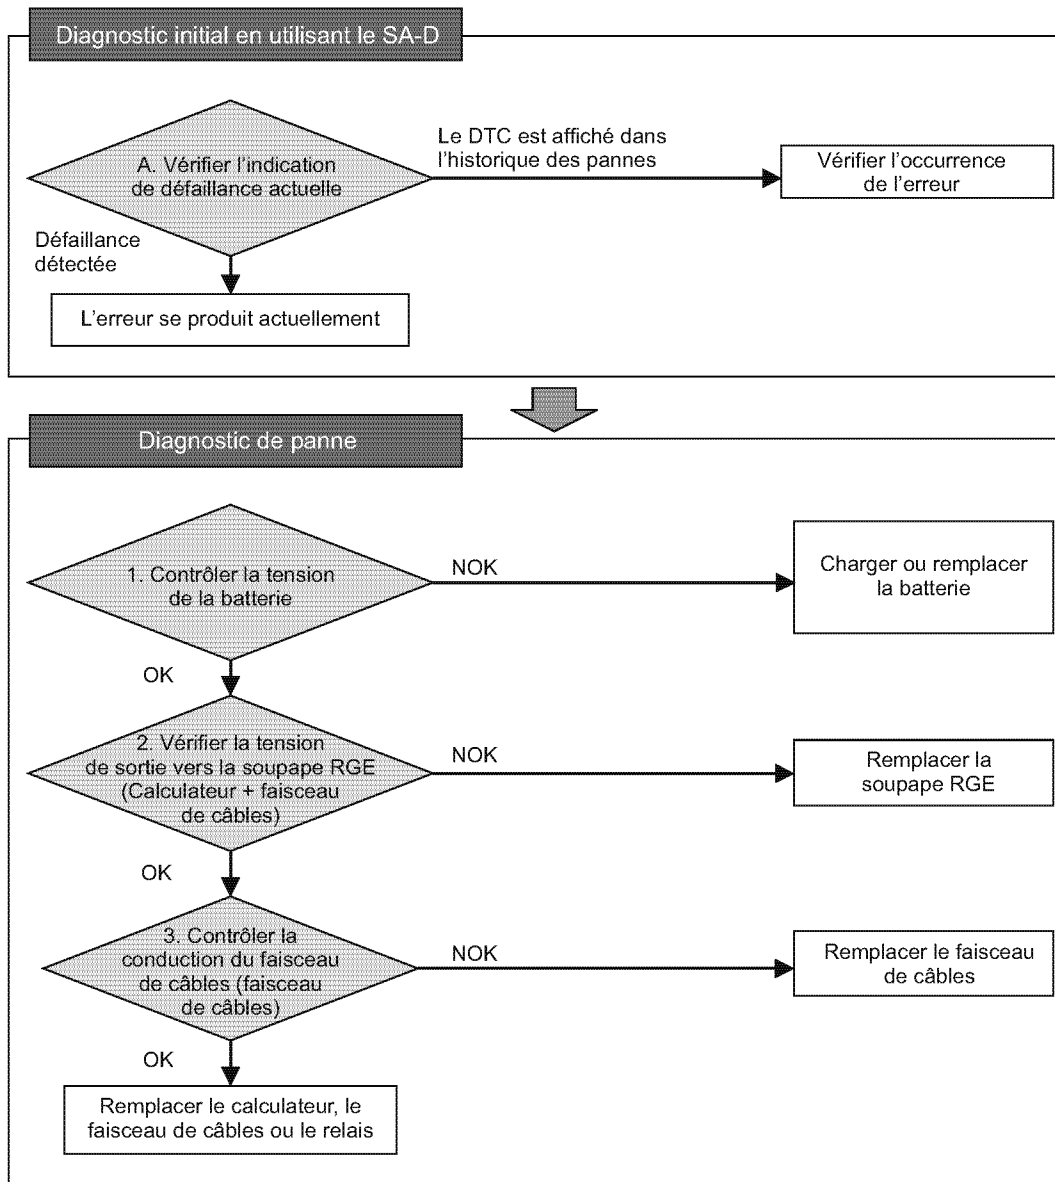 Diagnostic initial en utilisant le SA-D
A. Vérifier l'indication
de défaillance actuelle
Le DTC est affiché dans
l'historique des pannes
Vérifier l'occurrence
de l'erreur
Défaillance
détectée
L'erreur se produit actuellement
Diagnostic de panne
1. Contrôler la tension
de la batterie
NOK
Charger ou remplacer
la batterie
OK
2. Vérifier la tension
de sortie vers la soupape RGE
(Calculateur + faisceau
de câbles)
NOK
Remplacer la
soupape RGE
OK
3. Contrôler la
conduction du faisceau
de câbles (faisceau
de câbles)
NOK
Remplacer le faisceau
de câbles
OK
Remplacer le calculateur, le
faisceau de câbles ou le relais